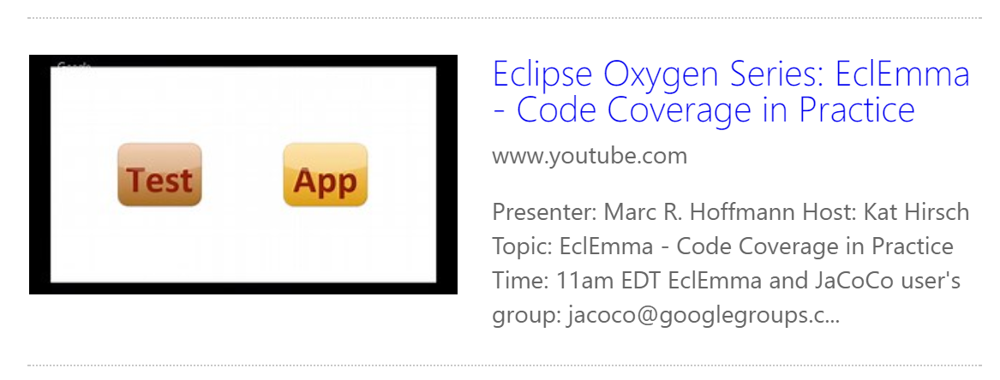 Test
App
Eclipse Oxygen Series: EclEmma
- Code Coverage in Practice
www.youtube.com
Presenter: Marc R. Hoffmann Host: Kat Hirsch
Topic: EclEmma - Code Coverage in Practice
Time: 11am EDT EclEmma and JaCoCo user's
group: jacoco@googlegroups.c...